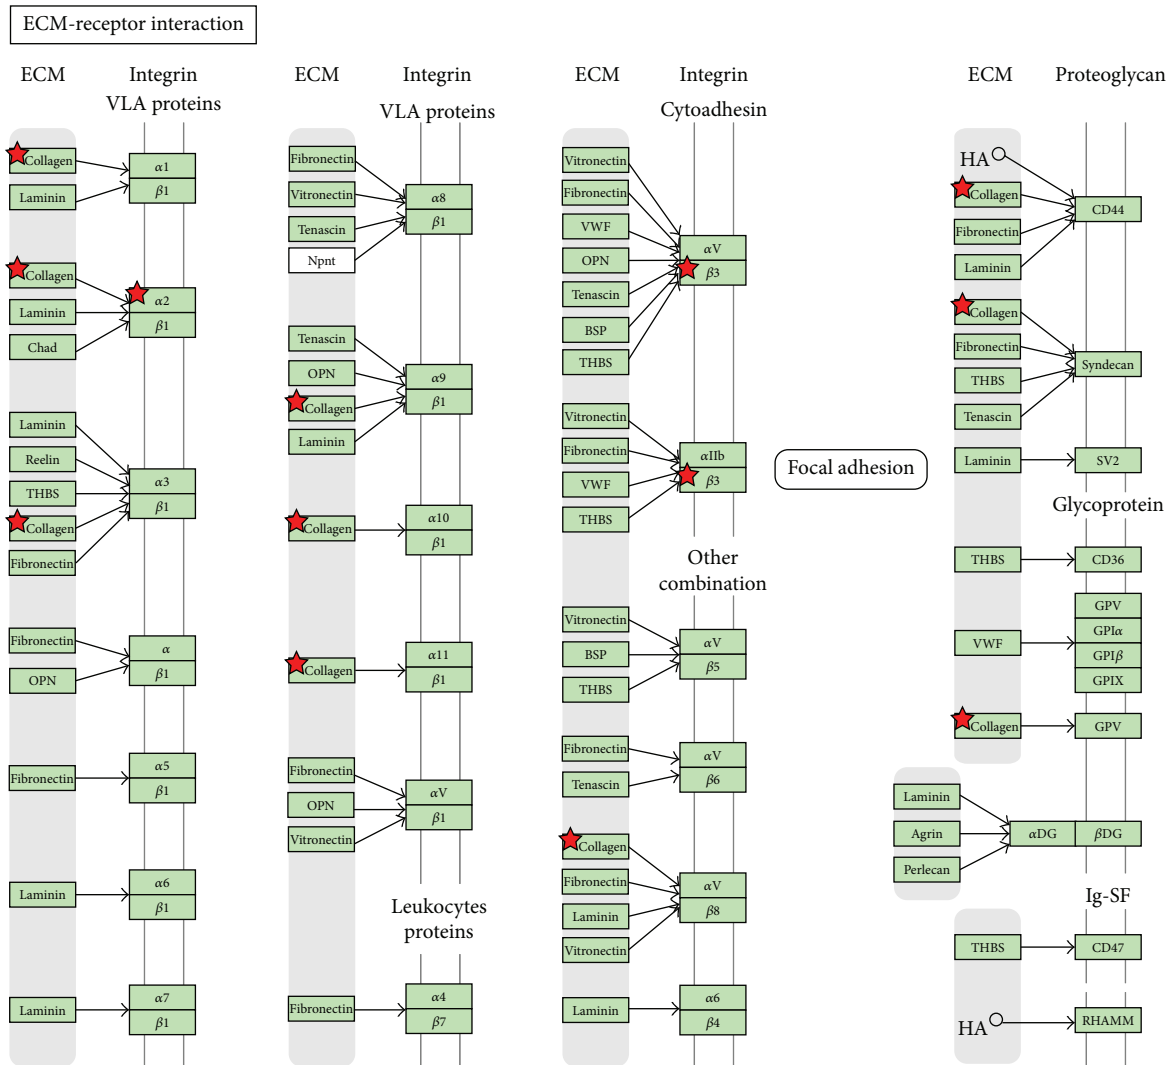 ECM-receptor interaction
ECM
Integrin
VLA proteins
Collagen
Laminin
α1
β1
Collagen
Laminin
Chad
α2
β1
Laminin
Reelin
THBS
Collagen
Fibronectin
α3
β1
Fibronectin
OPN
α
β1
Fibronectin
α5
β1
Laminin
α6
β1
Laminin
α7
β1
ECM
Integrin
VLA proteins
Fibronectin
Vitronectin
Tenascin
Npnt
α8
β1
Tenascin
OPN
Collagen
Laminin
α9
β1
Collagen
α10
β1
Collagen
α11
β1
Fibronectin
OPN
Vitronectin
αV
β1
Leukocytes
proteins
Fibronectin
α4
β7
ECM
Integrin
Cytoadhesin
Vitronectin
Fibronectin
VWF
OPN
Tenascin
BSP
THBS
αV
β3
Vitronectin
Fibronectin
VWF
THBS
αIIb
β3
Other
combination
Vitronectin
BSP
THBS
αV
β5
Fibronectin
Tenascin
αV
β6
Collagen
Fibronectin
Laminin
Vitronectin
αV
β8
Laminin
α6
β4
Focal adhesion
ECM
Proteoglycan
HA
Collagen
Fibronectin
Laminin
CD44
Collagen
Fibronectin
THBS
Tenascin
Syndecan
Laminin
SV2
Glycoprotein
THBS
CD36
VWF
GPV
GPIα
GPIβ
GPIX
Collagen
GPV
Laminin
Agrin
Perlecan
αDG
βDG
Ig-SF
THBS
CD47
HA
RHAMM